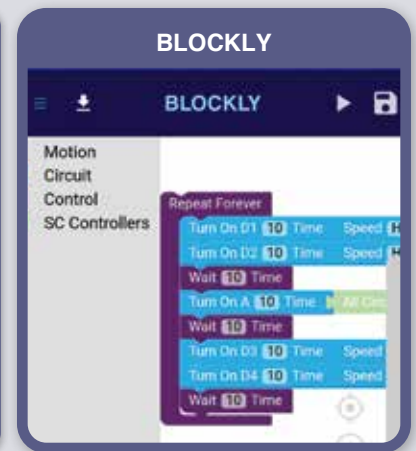 BLOCKLY
BLOCKLY
Motion
Circuit
Control
SC Controllers
Repeat Forever
Turn On D1 10 Time Speed H
Turn On D2 10 Time Speed H
Wait 10 Time
Turn On A 10 Time All Circ
Wait 10 Time
Turn On D3 10 Time Speed
Turn On D4 10 Time Speed
Wait 10 Time